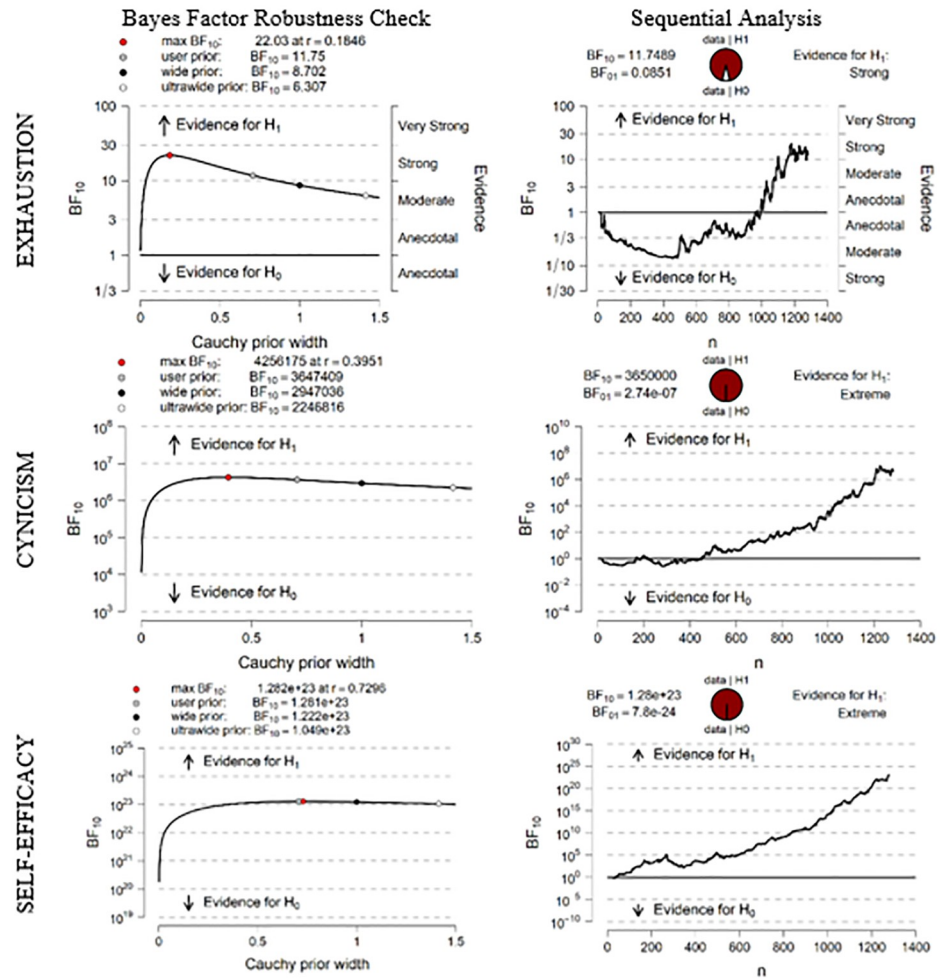 Bayes Factor Robustness Check
Sequential Analysis
EXHAUSTION
max BF10: 22.03 at r = 0.1846
user prior: BF10 = 11.75
wide prior: BF10 = 8.702
ultrawide prior: BF10 = 6.307
100
30
10
3
1
1/3
BF10
Evidence for H1
Evidence for H0
Very Strong
Strong
Moderate
Anecdotal
Anecdotal
Evidence
0 0.5 1 1.5
Cauchy prior width
data | H1
BF10 = 11.7489
BF01 = 0.0851
data | H0
Evidence for H1:
Strong
100
30
10
3
1
1/3
1/10
1/30
BF10
Evidence for H1
Evidence for H0
Very Strong
Strong
Moderate
Anecdotal
Anecdotal
Moderate
Strong
Evidence
0 200 400 600 800 1000 1200 1400
n
CYNICISM
max BF10: 4256175 at r = 0.3951
user prior: BF10 = 3647409
wide prior: BF10 = 2947036
ultrawide prior: BF10 = 2246816
10^8
10^7
10^6
10^5
10^4
10^3
BF10
Evidence for H1
Evidence for H0
0 0.5 1 1.5
Cauchy prior width
data | H1
BF10 = 3650000
BF01 = 2.74e-07
data | H0
Evidence for H1:
Extreme
10^10
10^8
10^6
10^4
10^2
10^0
10^-2
10^-4
BF10
Evidence for H1
Evidence for H0
0 200 400 600 800 1000 1200 1400
n
SELF-EFFICACY
max BF10: 1.282e+23 at r = 0.7296
user prior: BF10 = 1.281e+23
wide prior: BF10 = 1.222e+23
ultrawide prior: BF10 = 1.049e+23
10^25
10^24
10^23
10^22
10^21
10^20
10^19
BF10
Evidence for H1
Evidence for H0
0 0.5 1 1.5
Cauchy prior width
data | H1
BF10 = 1.28e+23
BF01 = 7.8e-24
data | H0
Evidence for H1:
Extreme
10^30
10^25
10^20
10^15
10^10
10^5
10^0
10^-5
10^-10
BF10
Evidence for H1
Evidence for H0
0 200 400 600 800 1000 1200 1400
n